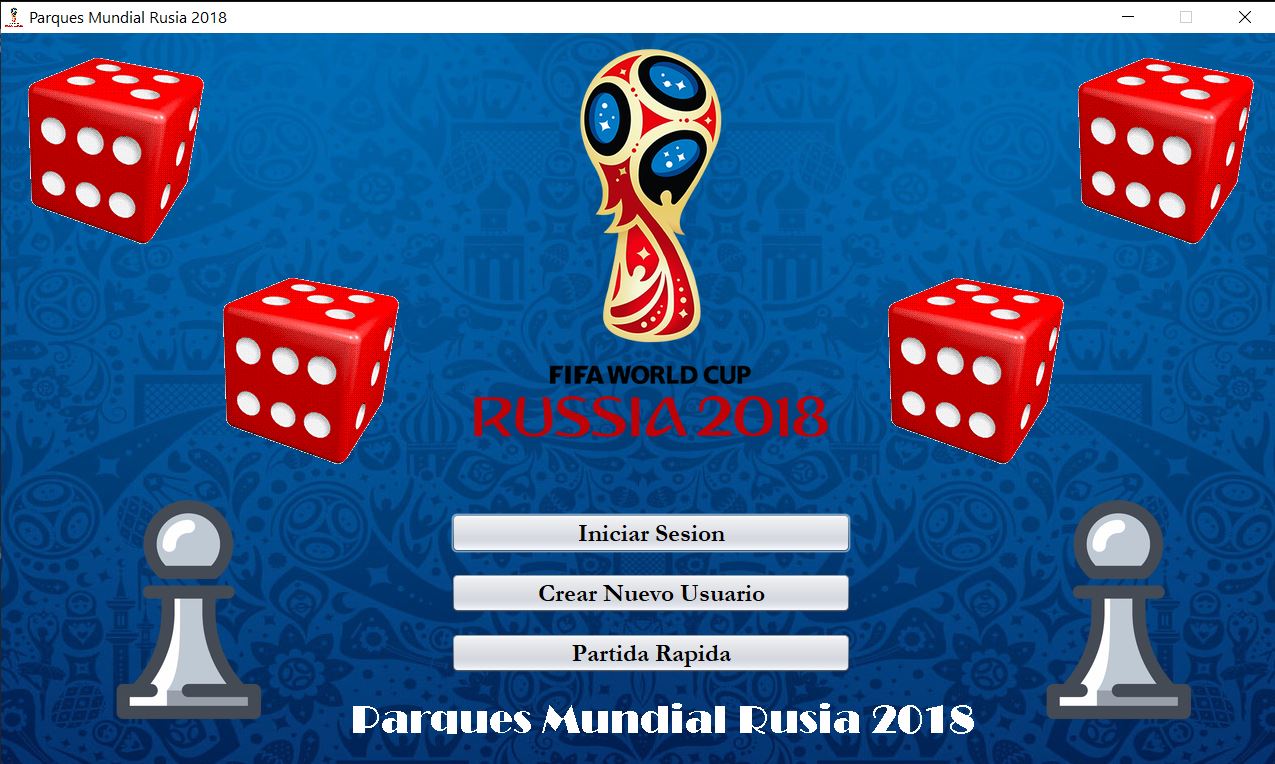 Parques Mundial Rusia 2018
FIFA WORLD CUP
RUSSIA 2018
Iniciar Sesion
Crear Nuevo Usuario
Partida Rapida
Parques Mundial Rusia 2018